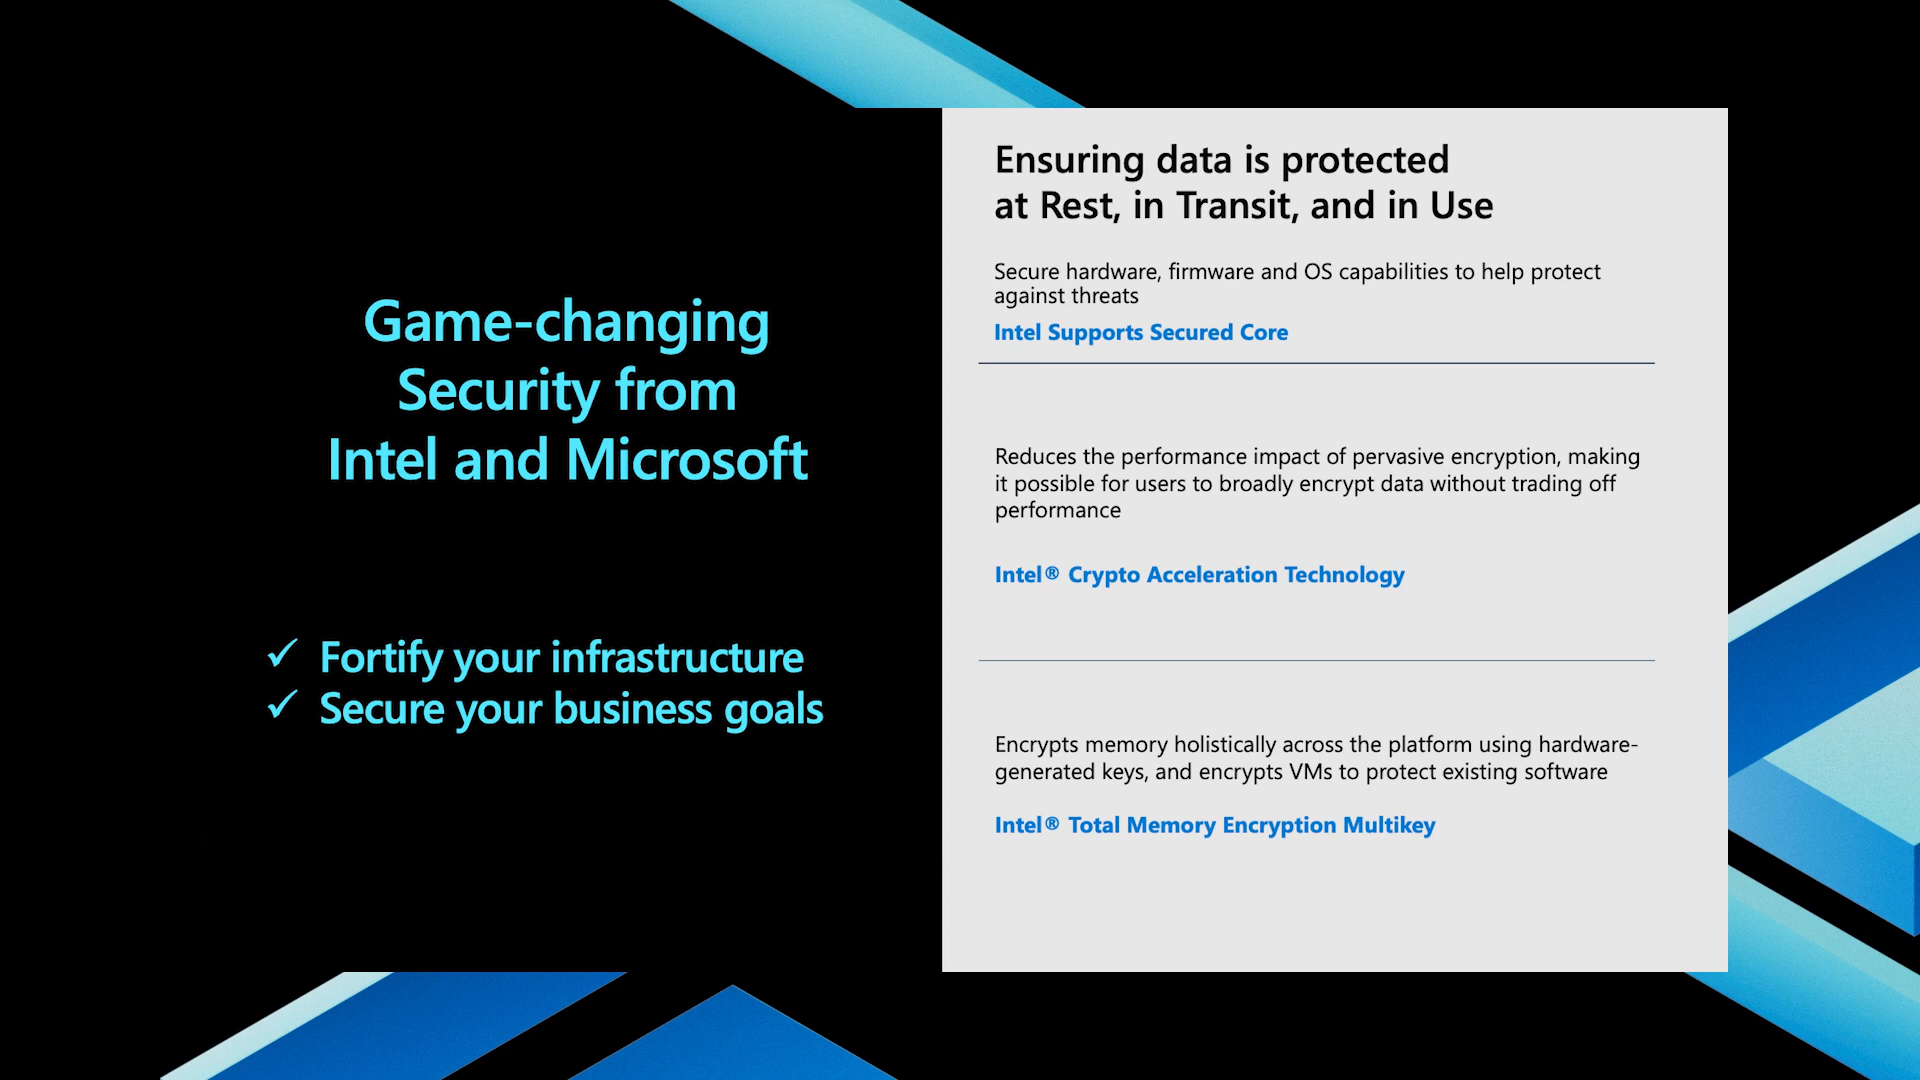 Game-changing
Security from
Intel and Microsoft
✓ Fortify your infrastructure
✓ Secure your business goals
Ensuring data is protected
at Rest, in Transit, and in Use
Secure hardware, firmware and OS capabilities to help protect
against threats
Intel Supports Secured Core
Reduces the performance impact of pervasive encryption, making
it possible for users to broadly encrypt data without trading off
performance
Intel® Crypto Acceleration Technology
Encrypts memory holistically across the platform using hardware-
generated keys, and encrypts VMs to protect existing software
Intel® Total Memory Encryption Multikey